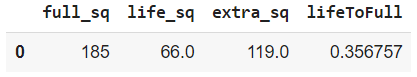 full_sq life_sq extra_sq lifeToFull
0 185 66.0 119.0 0.356757